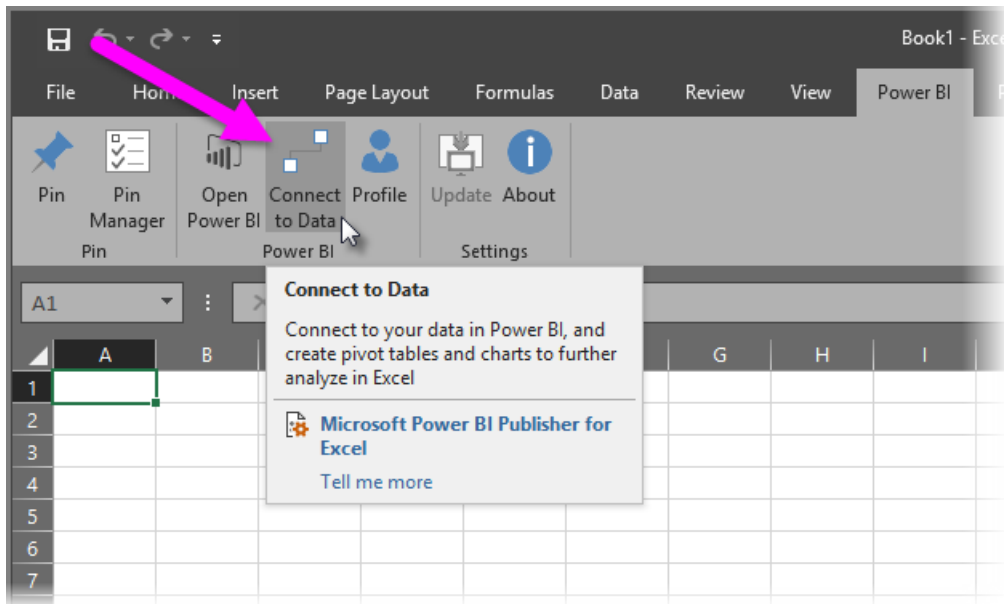 Book1 - Exc
File Hom Insert Page Layout Formulas Data Review View Power BI
Pin
Pin Manager
Open Power BI
Connect to Data
Profile
Update
About
Pin Power BI Settings
A1
Connect to Data
Connect to your data in Power BI, and
create pivot tables and charts to further
analyze in Excel
Microsoft Power BI Publisher for
Excel
Tell me more
A B G H I
1
2
3
4
5
6
7